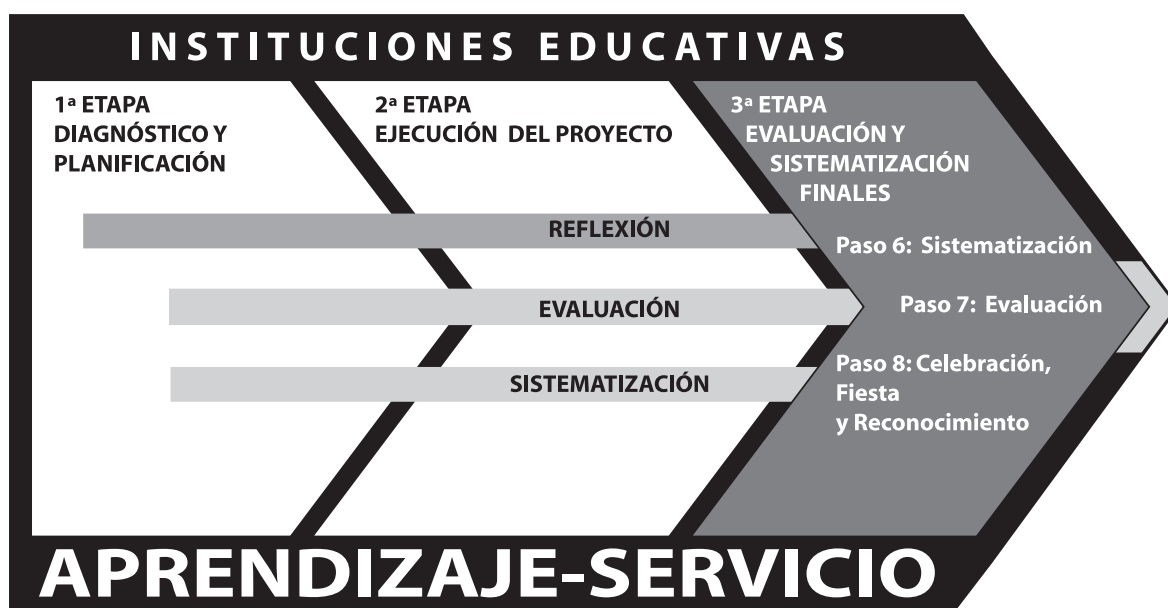 INSTITUCIONES EDUCATIVAS
1ª ETAPA
DIAGNÓSTICO Y
PLANIFICACIÓN
2ª ETAPA
EJECUCIÓN DEL PROYECTO
3ª ETAPA
EVALUACIÓN Y
SISTEMATIZACIÓN
FINALES
REFLEXIÓN
EVALUACIÓN
SISTEMATIZACIÓN
Paso 6: Sistematización
Paso 7: Evaluación
Paso 8: Celebración,
Fiesta
y Reconocimiento
APRENDIZAJE-SERVICIO